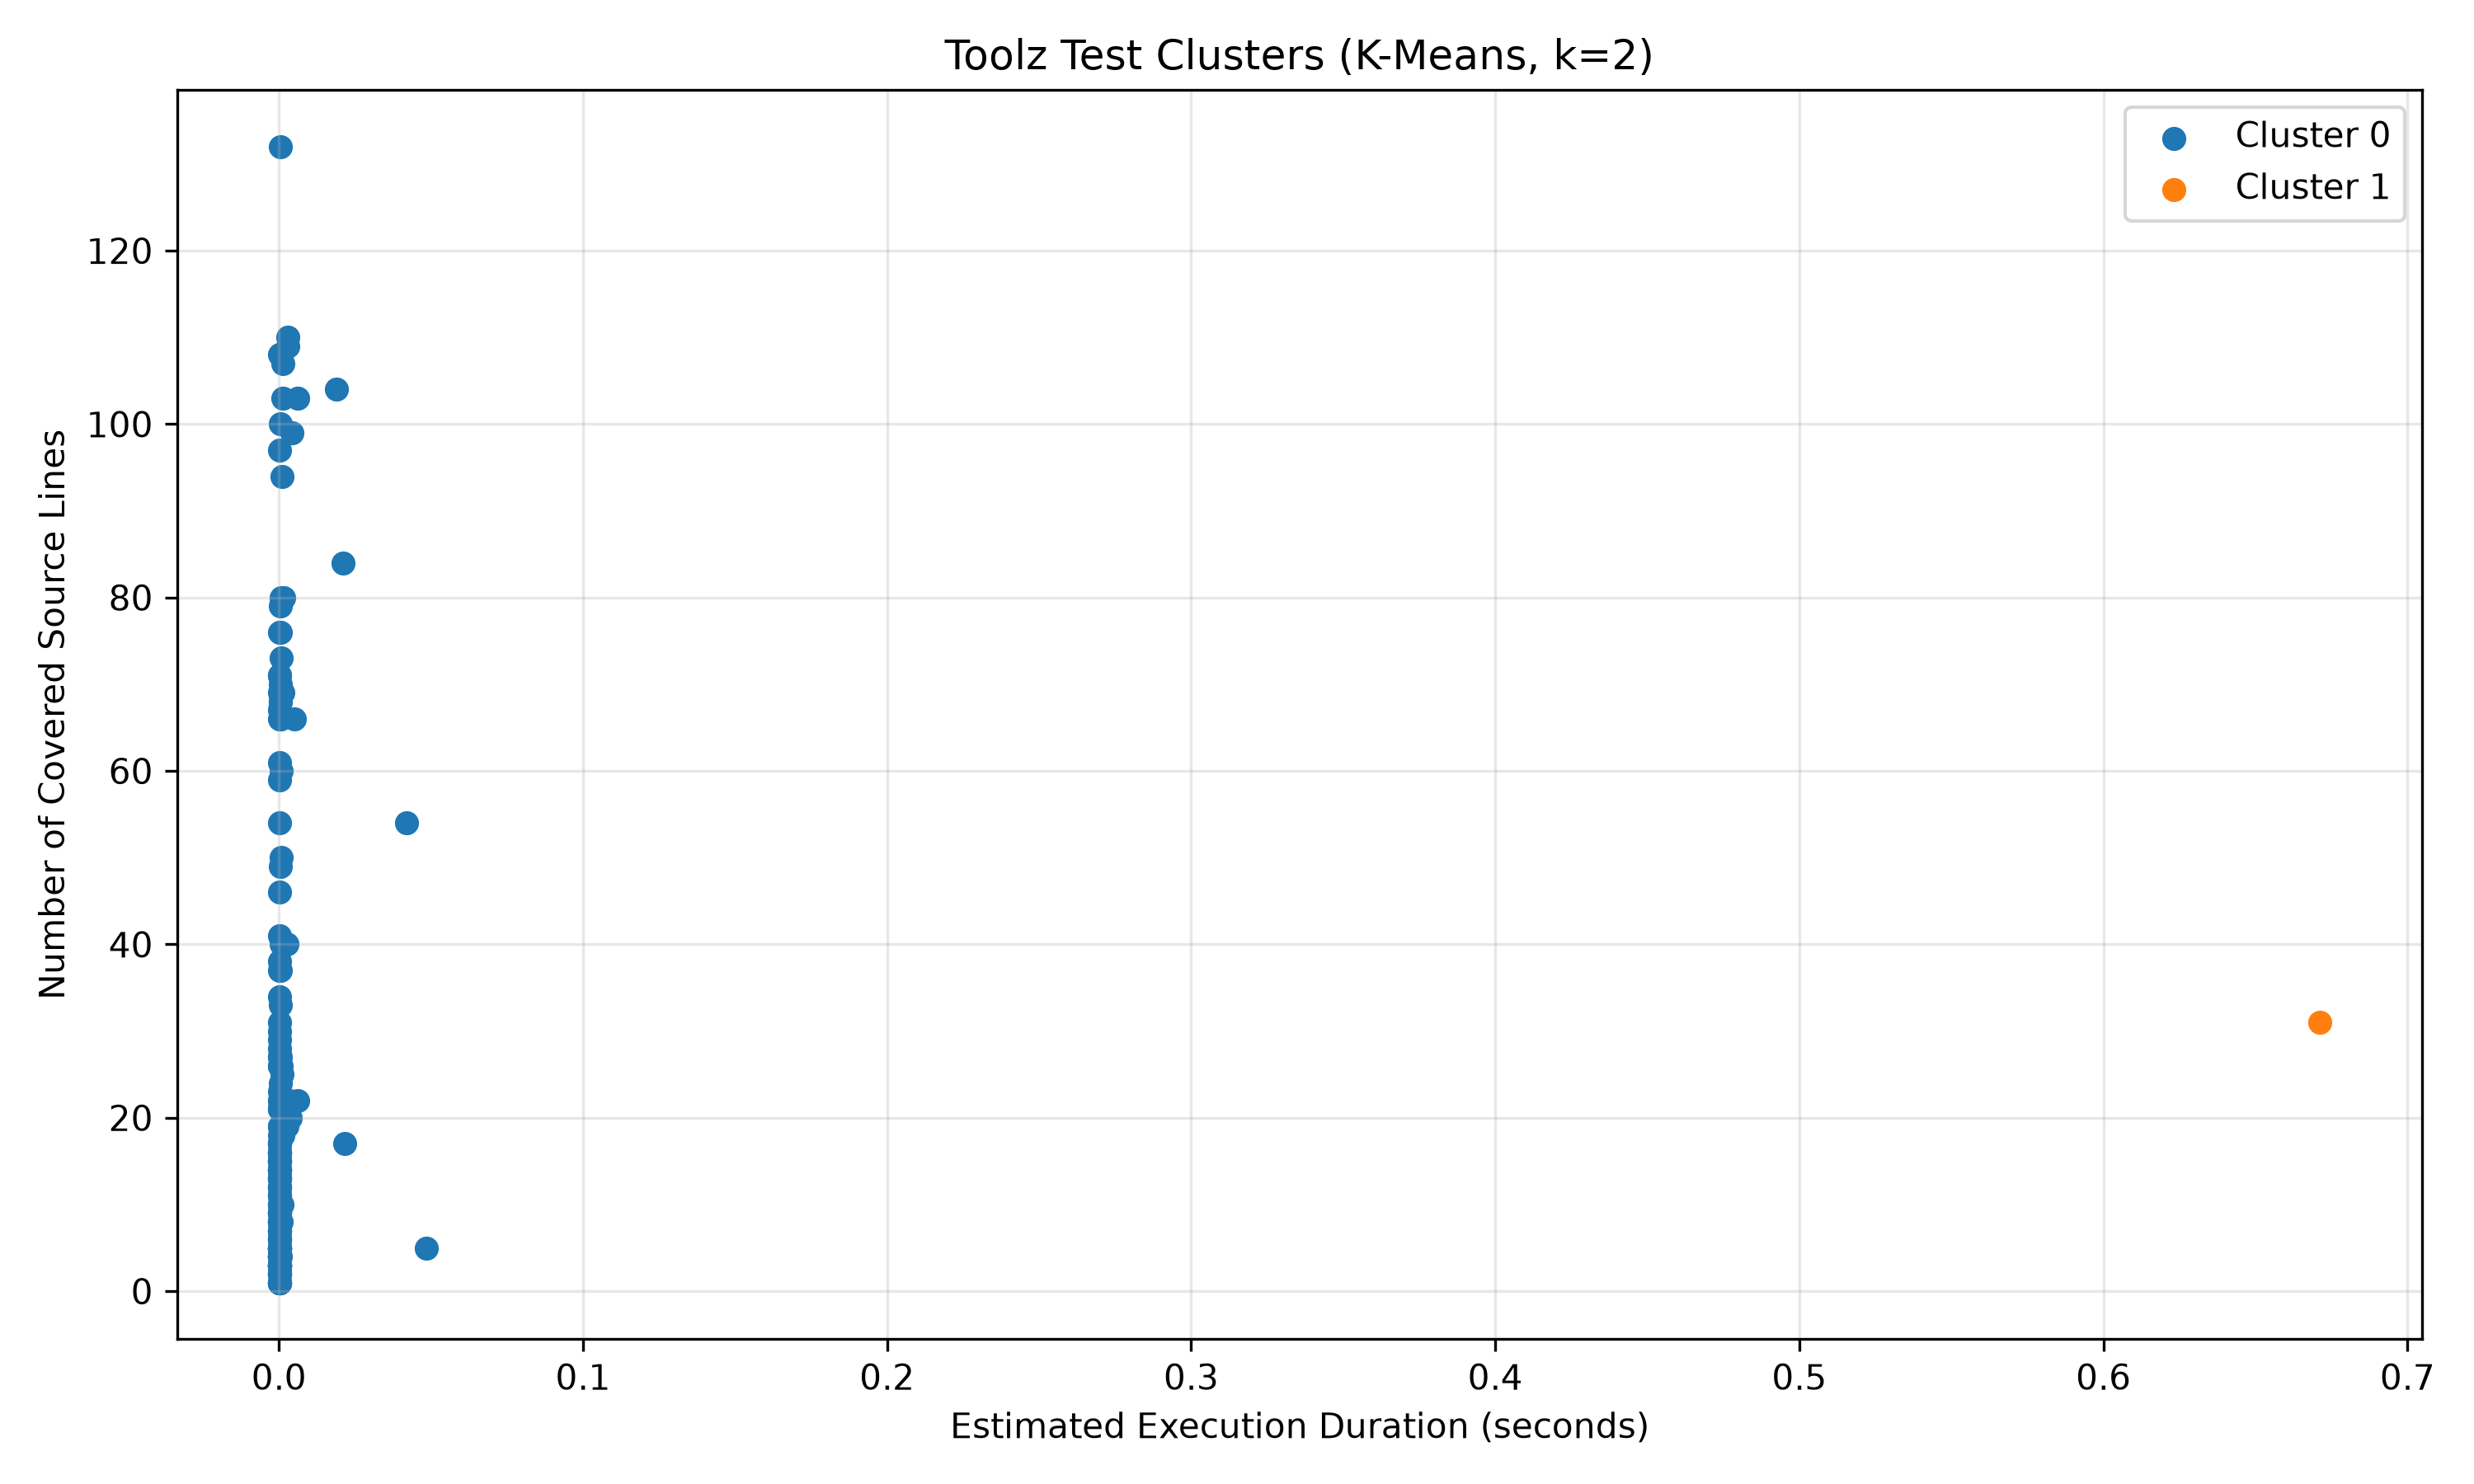 Toolz Test Clusters (K-Means, k=2)
Cluster 0
Cluster 1
Number of Covered Source Lines
120
100
80
60
40
20
0
0.0 0.1 0.2 0.3 0.4 0.5 0.6 0.7
Estimated Execution Duration (seconds)